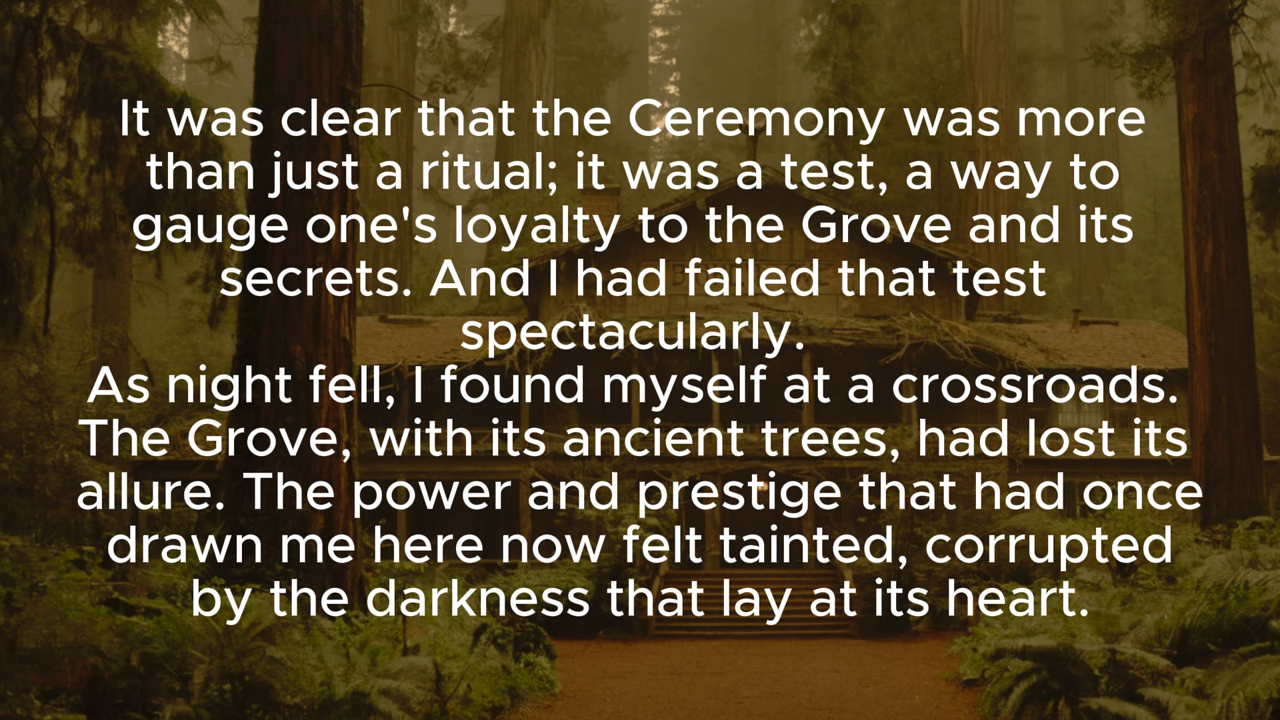 It was clear that the Ceremony was more
than just a ritual; it was a test, a way to
gauge one's loyalty to the Grove and its
secrets. And I had failed that test
spectacularly.
As night fell, I found myself at a crossroads.
The Grove, with its ancient trees, had lost its
allure. The power and prestige that had once
drawn me here now felt tainted, corrupted
by the darkness that lay at its heart.